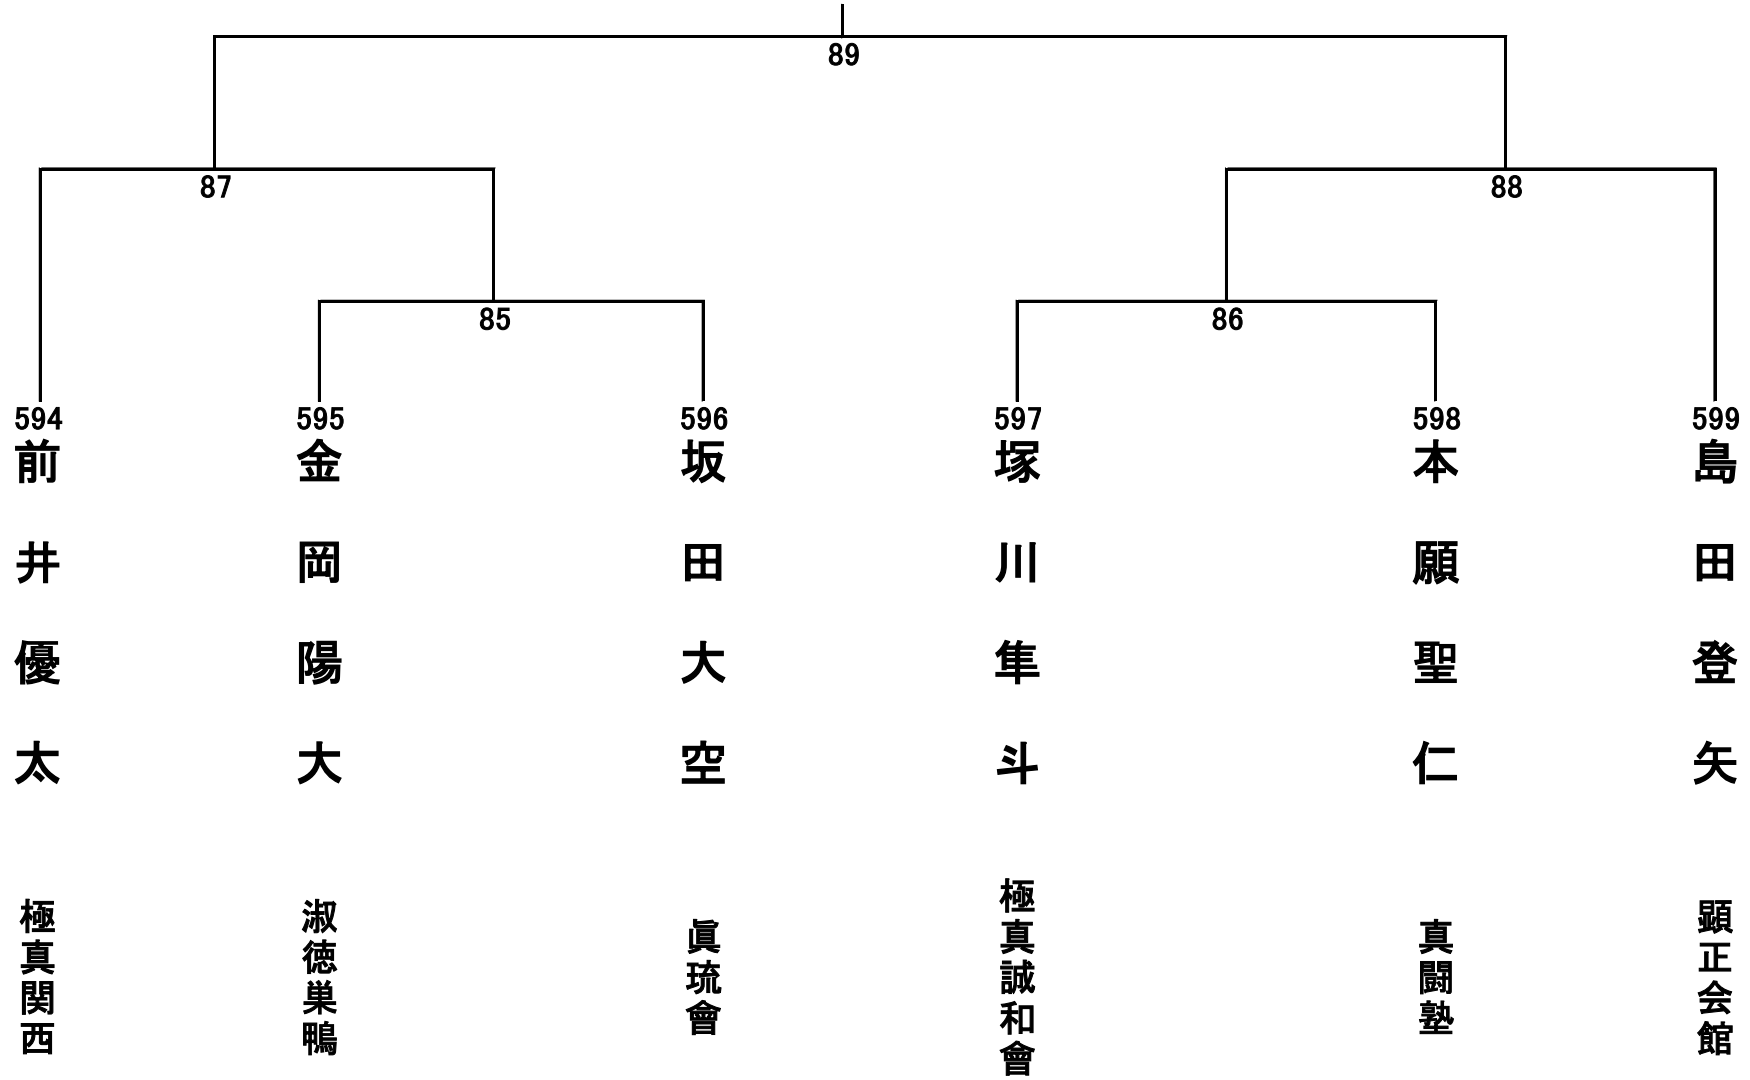 89
87
88
85
86
594
前井優太
極真関西
595
金岡陽大
淑徳巣鴨
596
坂田大空
眞琉會
597
塚川隼斗
極真誠和會
598
本願聖仁
真闘塾
599
島田登矢
顕正会館